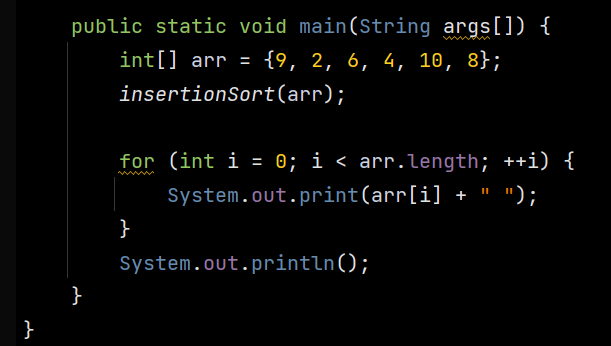 public static void main(String args[]) {
int[] arr = {9, 2, 6, 4, 10, 8};
insertionSort(arr);
for (int i = 0; i < arr.length; ++i) {
System.out.print(arr[i] + " ");
}
System.out.println();
}
}